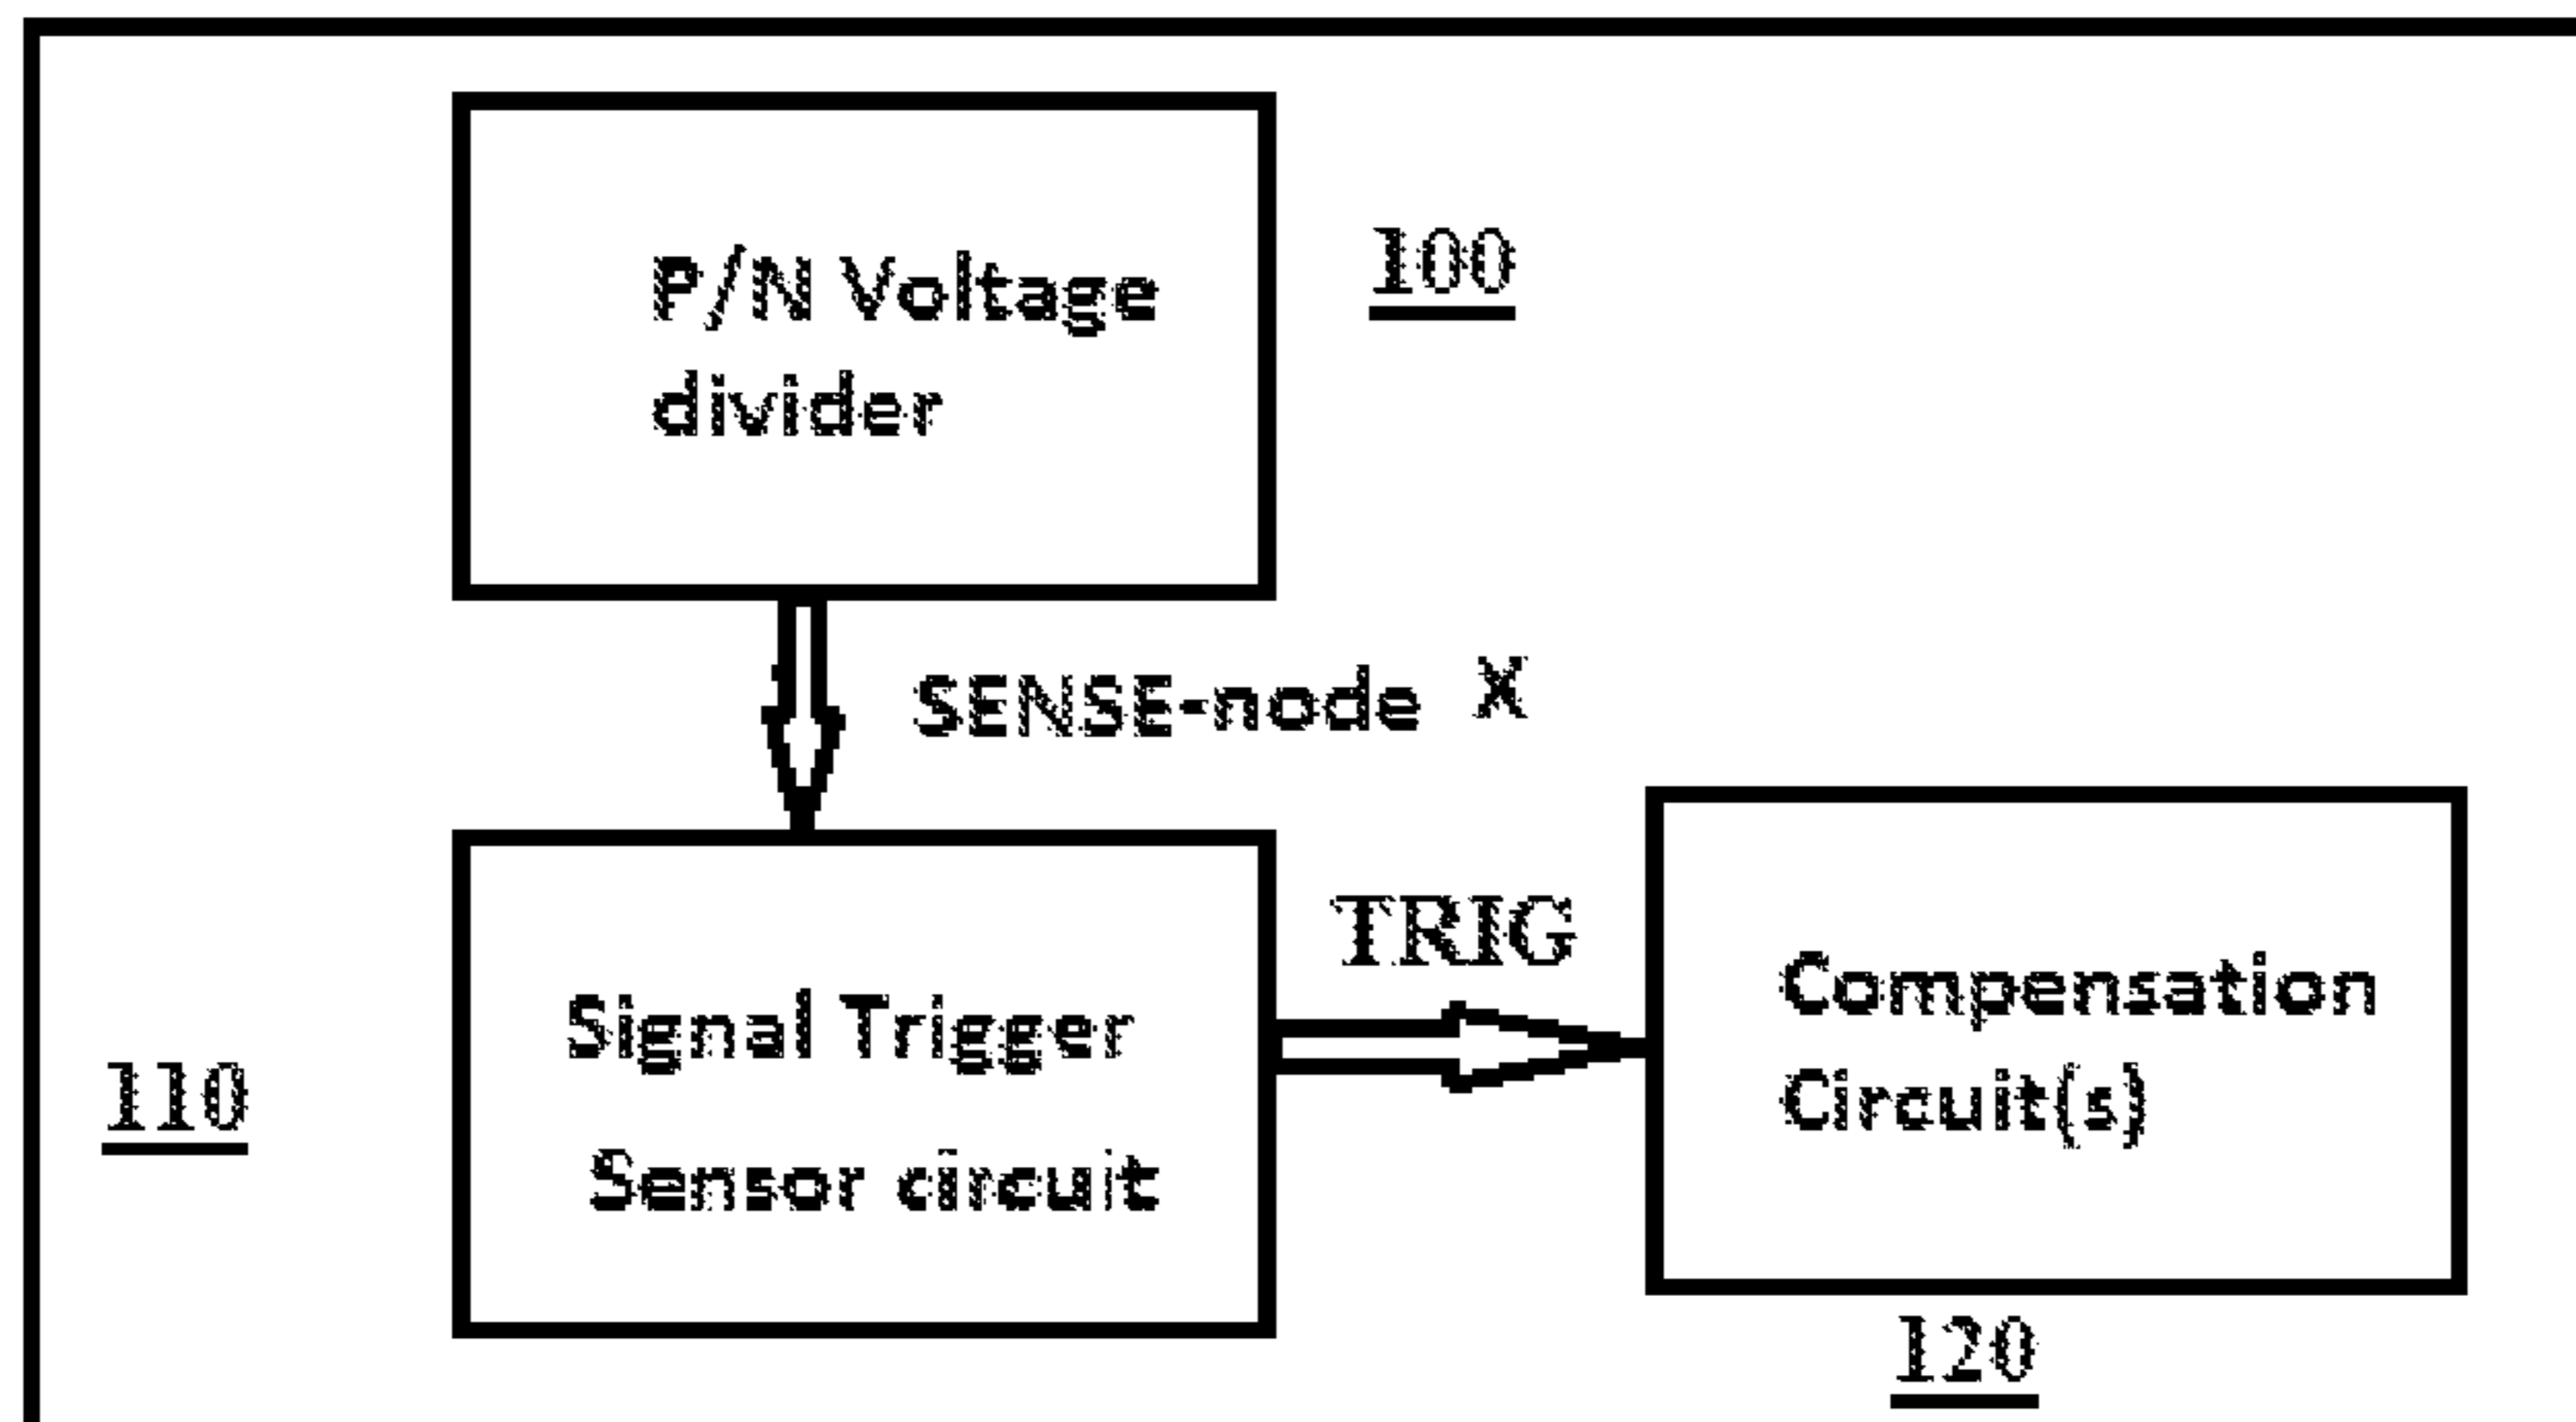 P/N Voltage
divider
100
SENSE-node X
TRIG
Signal Trigger
Sensor circuit
110
Compensation
Circuit(s)
120